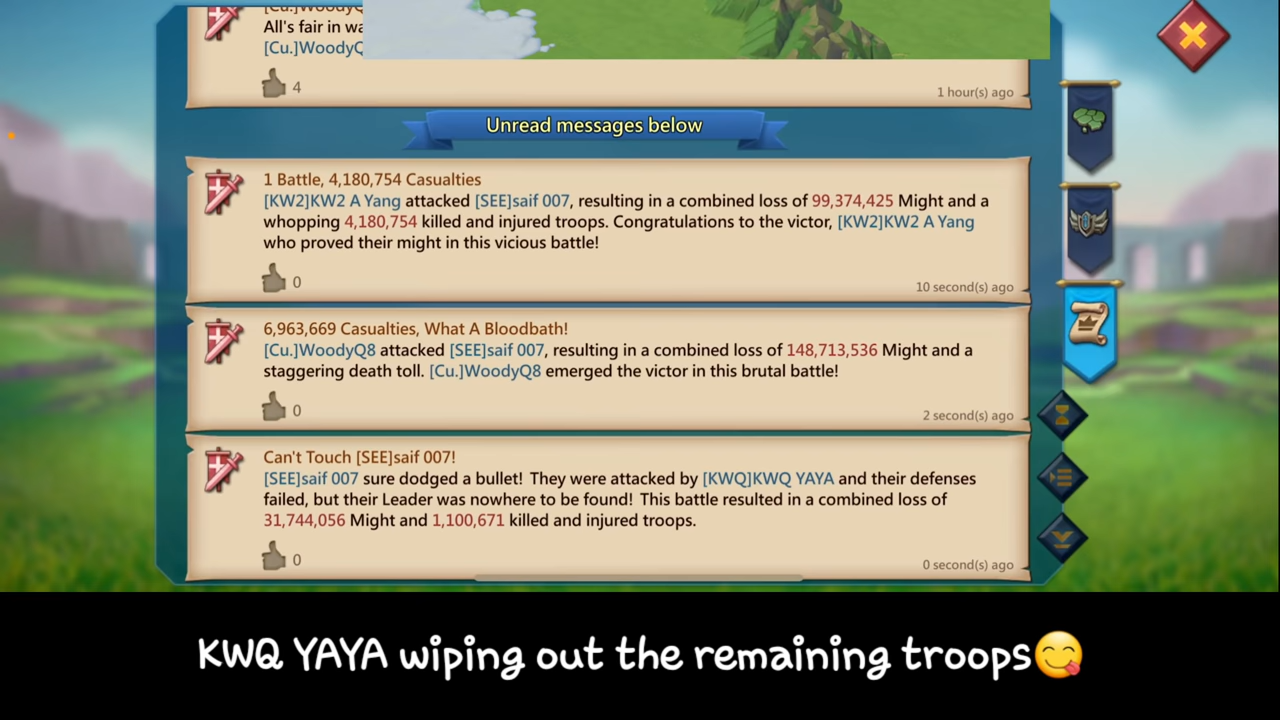 All's fair in wa
[Cu.]WoodyQ
4
1 hour(s) ago
Unread messages below
1 Battle, 4,180,754 Casualties
[KW2]KW2 A Yang attacked [SEE]saif 007, resulting in a combined loss of 99,374,425 Might and a
whopping 4,180,754 killed and injured troops. Congratulations to the victor, [KW2]KW2 A Yang
who proved their might in this vicious battle!
0
10 second(s) ago
6,963,669 Casualties, What A Bloodbath!
[Cu.]WoodyQ8 attacked [SEE]saif 007, resulting in a combined loss of 148,713,536 Might and a
staggering death toll. [Cu.]WoodyQ8 emerged the victor in this brutal battle!
0
2 second(s) ago
Can't Touch [SEE]saif 007!
[SEE]saif 007 sure dodged a bullet! They were attacked by [KWQ]KWQ YAYA and their defenses
failed, but their Leader was nowhere to be found! This battle resulted in a combined loss of
31,744,056 Might and 1,100,671 killed and injured troops.
0
0 second(s) ago
KWQ YAYA wiping out the remaining troops😋